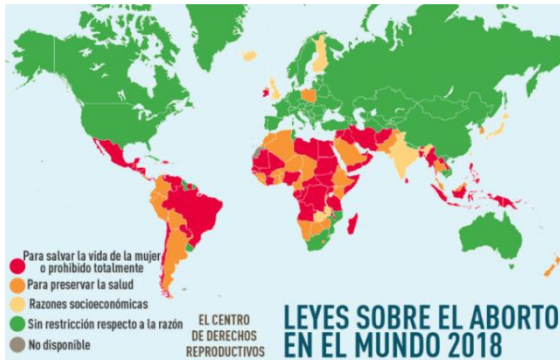 Para salvar la vida de la mujer
o prohibido totalmente
Para preservar la salud
Razones socioeconómicas
Sin restricción respecto a la razón
No disponible
EL CENTRO
DE DERECHOS
REPRODUCTIVOS
LEYES SOBRE EL ABORTO
EN EL MUNDO 2018